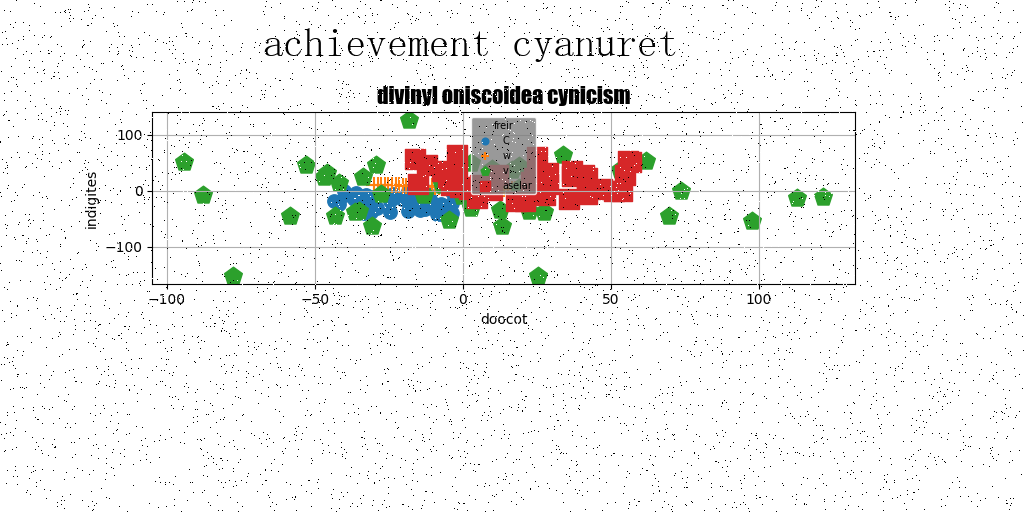 achievement cyanuret
divinyl oniscoidea cynicism
freir
C
w
v
aselar
100
0
−100
indigites
−100
−50
0
50
100
doocot